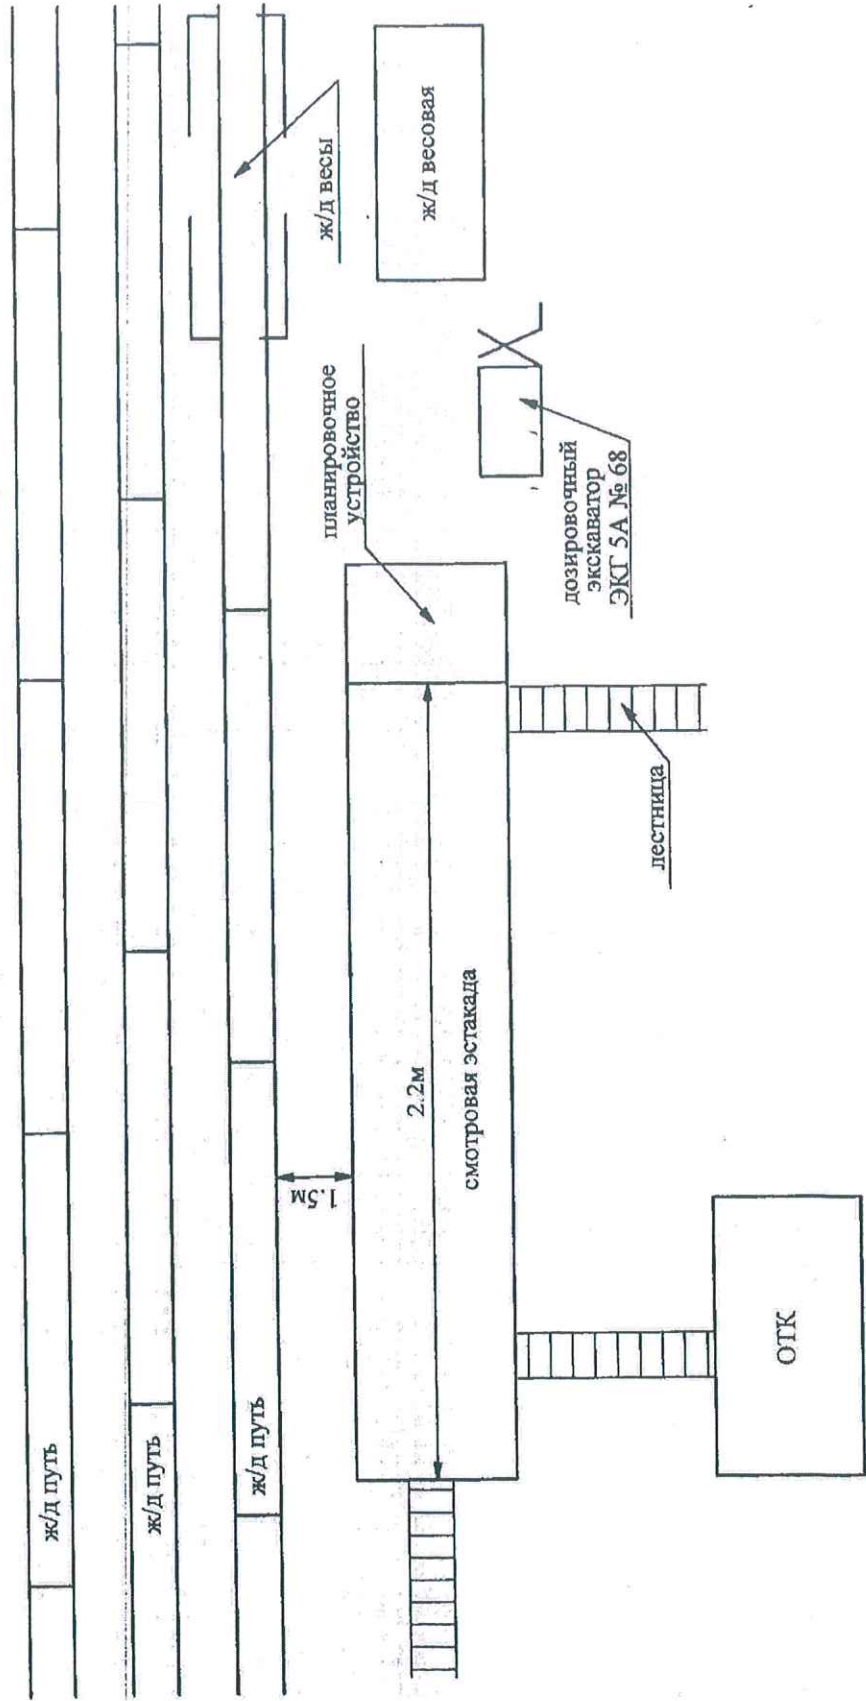 ж/д путь
ж/д путь
ж/д путь
ж/д весы
ж/д весовая
планировочное
устройство
дозировочный
экскаватор
ЭКГ 5А № 68
1.5м
2.2м
смотровая эстакада
лестница
ОТК